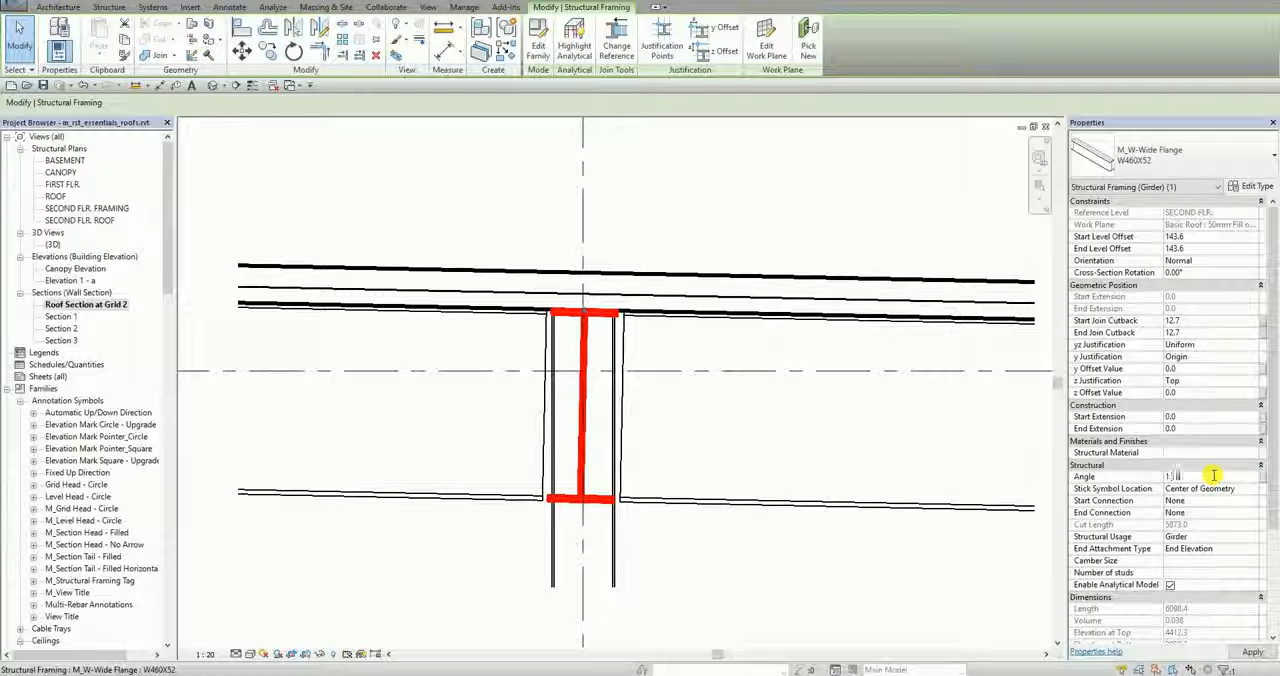 Architecture Structure Systems Insert Annotate Analyze Massing & Site Collaborate View Manage Add-Ins Modify | Structural Framing
Modify Properties Paste Join Edit Family Highlight Analytical Change Reference Justification Points y Offset z Offset Edit Work Plane Pick New
Select Properties Clipboard Geometry Modify View Measure Create Mode Analytical Join Tools Justification Work Plane
Modify | Structural Framing
Project Browser - m_rst_essentials_roofs.rvt
Views (all)
Structural Plans
BASEMENT
CANOPY
FIRST FLR.
ROOF
SECOND FLR. FRAMING
SECOND FLR. ROOF
3D Views
{3D}
Elevations (Building Elevation)
Canopy Elevation
Elevation 1 - a
Sections (Wall Section)
Roof Section at Grid 2
Section 1
Section 2
Section 3
Legends
Schedules/Quantities
Sheets (all)
Families
Annotation Symbols
Automatic Up/Down Direction
Elevation Mark Circle - Upgrade
Elevation Mark Pointer_Circle
Elevation Mark Pointer_Square
Elevation Mark Square - Upgrade
Fixed Up Direction
Grid Head - Circle
Level Head - Circle
M_Grid Head - Circle
M_Level Head - Circle
M_Section Head - Filled
M_Section Head - No Arrow
M_Section Tail - Filled
M_Section Tail - Filled Horizonta
M_Structural Framing Tag
M_View Title
Multi-Rebar Annotations
View Title
Cable Trays
Ceilings
1 : 20
Properties
M_W-Wide Flange
W460X52
Structural Framing (Girder) (1) Edit Type
Constraints
Reference Level SECOND FLR.
Work Plane Basic Roof : 50mm Fill o...
Start Level Offset 143.6
End Level Offset 143.6
Orientation Normal
Cross-Section Rotation 0.00°
Geometric Position
Start Extension 0.0
End Extension 0.0
Start Join Cutback 12.7
End Join Cutback 12.7
yz Justification Uniform
y Justification Origin
y Offset Value 0.0
z Justification Top
z Offset Value 0.0
Construction
Start Extension 0.0
End Extension 0.0
Materials and Finishes
Structural Material
Structural
Angle 1
Stick Symbol Location Center of Geometry
Start Connection None
End Connection None
Cut Length 5873.0
Structural Usage Girder
End Attachment Type End Elevation
Camber Size
Number of studs
Enable Analytical Model
Dimensions
Length 6098.4
Volume 0.038
Elevation at Top 4412.3
Properties help Apply
Structural Framing : M_W-Wide Flange : W460X52 :0 Main Model :1